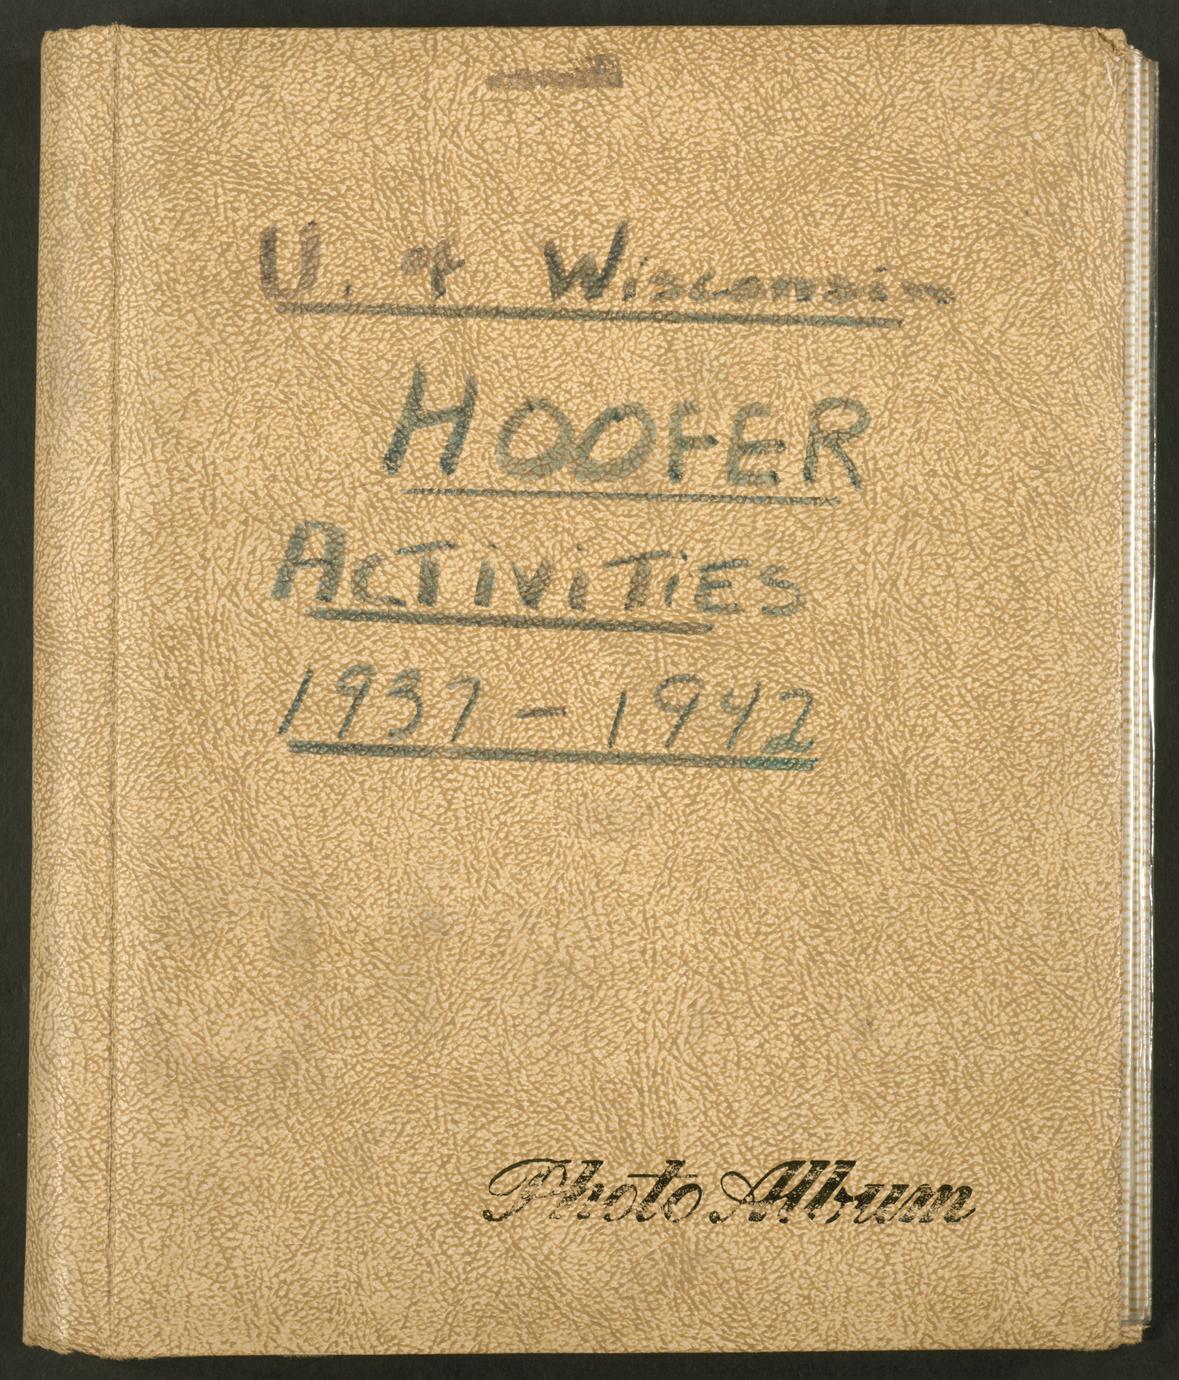 U. of Wisconsin
HOOFER
ACTiViTiES
1937 - 1942
Photo Album